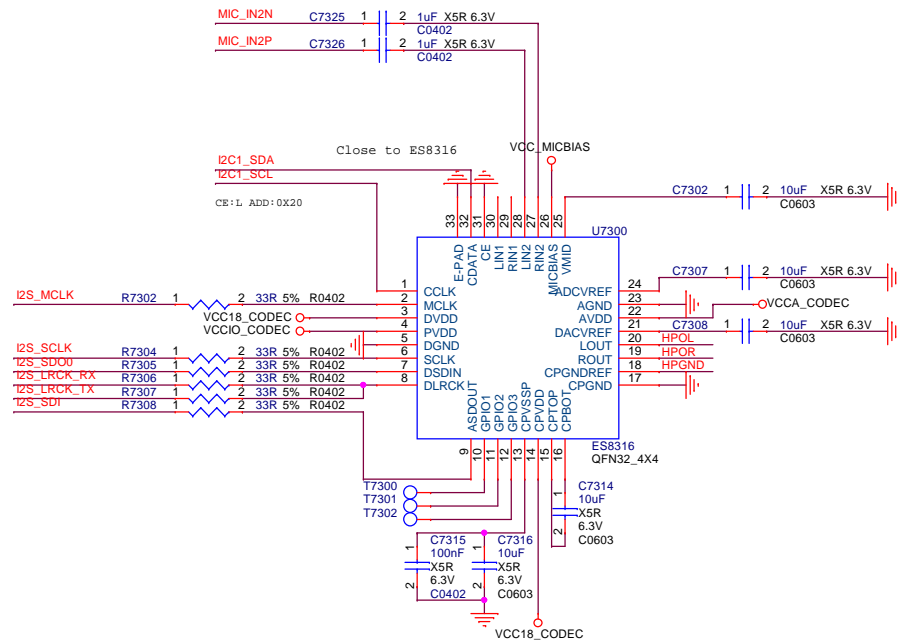 MIC_IN2N C7325 1 2 1uF X5R 6.3V
C0402
MIC_IN2P C7326 1 2 1uF X5R 6.3V
C0402
Close to ES8316
I2C1_SDA
I2C1_SCL
CE:L ADD:0X20
VCC_MICBIAS
C7302 1 2 10uF X5R 6.3V
C0603
33 32 31 30 29 28 27 26 25
U7300
E-PAD CDATA CE LIN1 RIN1 LIN2 RIN2 MICBIAS VMID
1 CCLK
2 MCLK
3 DVDD
4 PVDD
5 DGND
6 SCLK
7 DSDIN
8 DLRCK
ADCVREF 24
AGND 23
AVDD 22
DACVREF 21
LOUT 20
ROUT 19
CPGNDREF 18
CPGND 17
C7307 1 2 10uF X5R 6.3V
C0603
VCCA_CODEC
C7308 1 2 10uF X5R 6.3V
C0603
HPOL
HPOR
HPGND
I2S_MCLK R7302 1 2 33R 5% R0402
VCC18_CODEC
VCCIO_CODEC
I2S_SCLK R7304 1 2 33R 5% R0402
I2S_SDO0 R7305 1 2 33R 5% R0402
I2S_LRCK_RX R7306 1 2 33R 5% R0402
I2S_LRCK_TX R7307 1 2 33R 5% R0402
I2S_SDI R7308 1 2 33R 5% R0402
ASDOUT GPIO1 GPIO2 GPIO3 CPVSSP CPVDD CPTOP CPBOT
9 10 11 12 13 14 15 16
ES8316
QFN32_4X4
T7300
T7301
T7302
C7314
1 2
10uF
X5R
6.3V
C0603
C7315
1 2
100nF
X5R
6.3V
C0402
C7316
1 2
10uF
X5R
6.3V
C0603
VCC18_CODEC